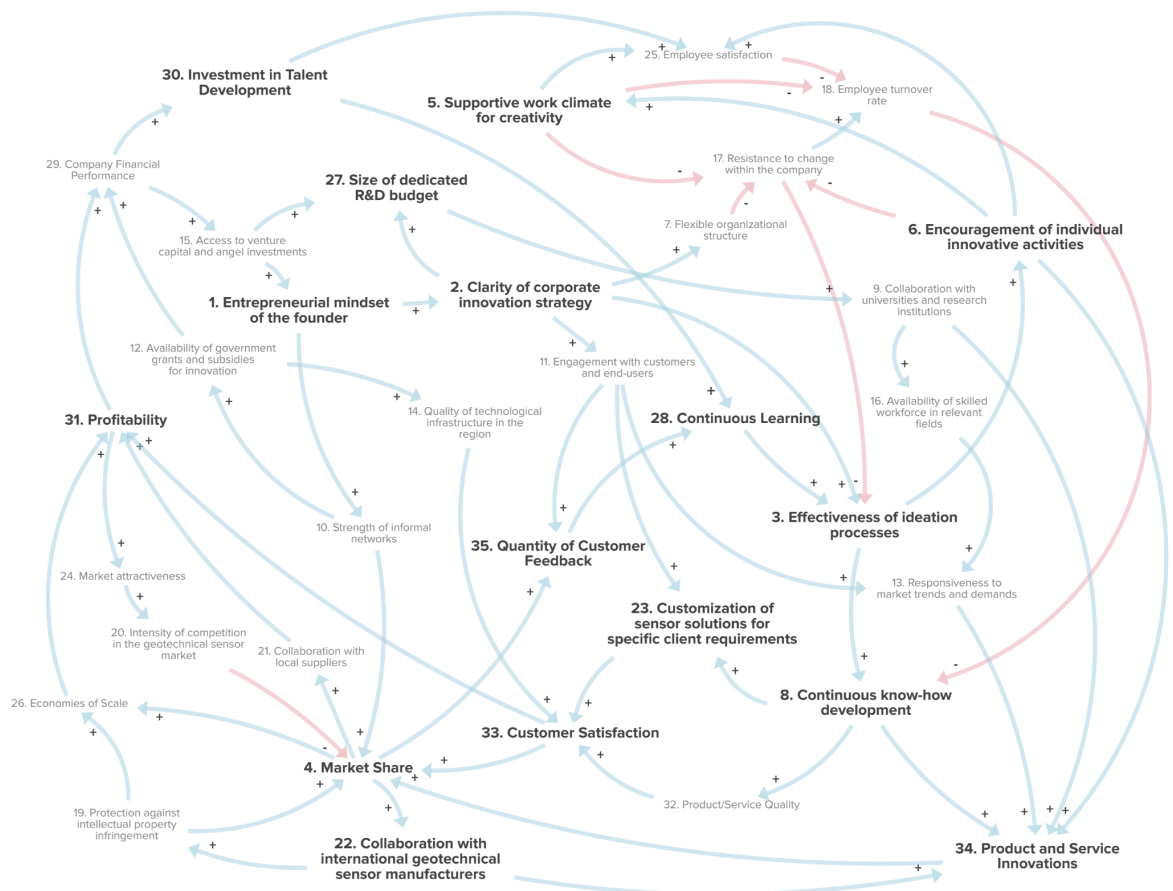 25. Employee satisfaction
30. Investment in Talent
Development
5. Supportive work climate
for creativity
18. Employee turnover
rate
29. Company Financial
Performance
17. Resistance to change
within the company
27. Size of dedicated
R&D budget
7. Flexible organizational
structure
6. Encouragement of individual
innovative activities
15. Access to venture
capital and angel investments
1. Entrepreneurial mindset
of the founder
2. Clarity of corporate
innovation strategy
9. Collaboration with
universities and research
institutions
12. Availability of government
grants and subsidies
for innovation
11. Engagement with customers
and end-users
31. Profitability
14. Quality of technological
infrastructure in the
region
28. Continuous Learning
16. Availability of skilled
workforce in relevant
fields
10. Strength of informal
networks
3. Effectiveness of ideation
processes
35. Quantity of Customer
Feedback
24. Market attractiveness
13. Responsiveness to
market trends and demands
20. Intensity of competition
in the geotechnical sensor
market
23. Customization of
sensor solutions for
specific client requirements
21. Collaboration with
local suppliers
26. Economies of Scale
8. Continuous know-how
development
33. Customer Satisfaction
4. Market Share
19. Protection against
intellectual property
infringement
32. Product/Service Quality
22. Collaboration with
international geotechnical
sensor manufacturers
34. Product and Service
Innovations